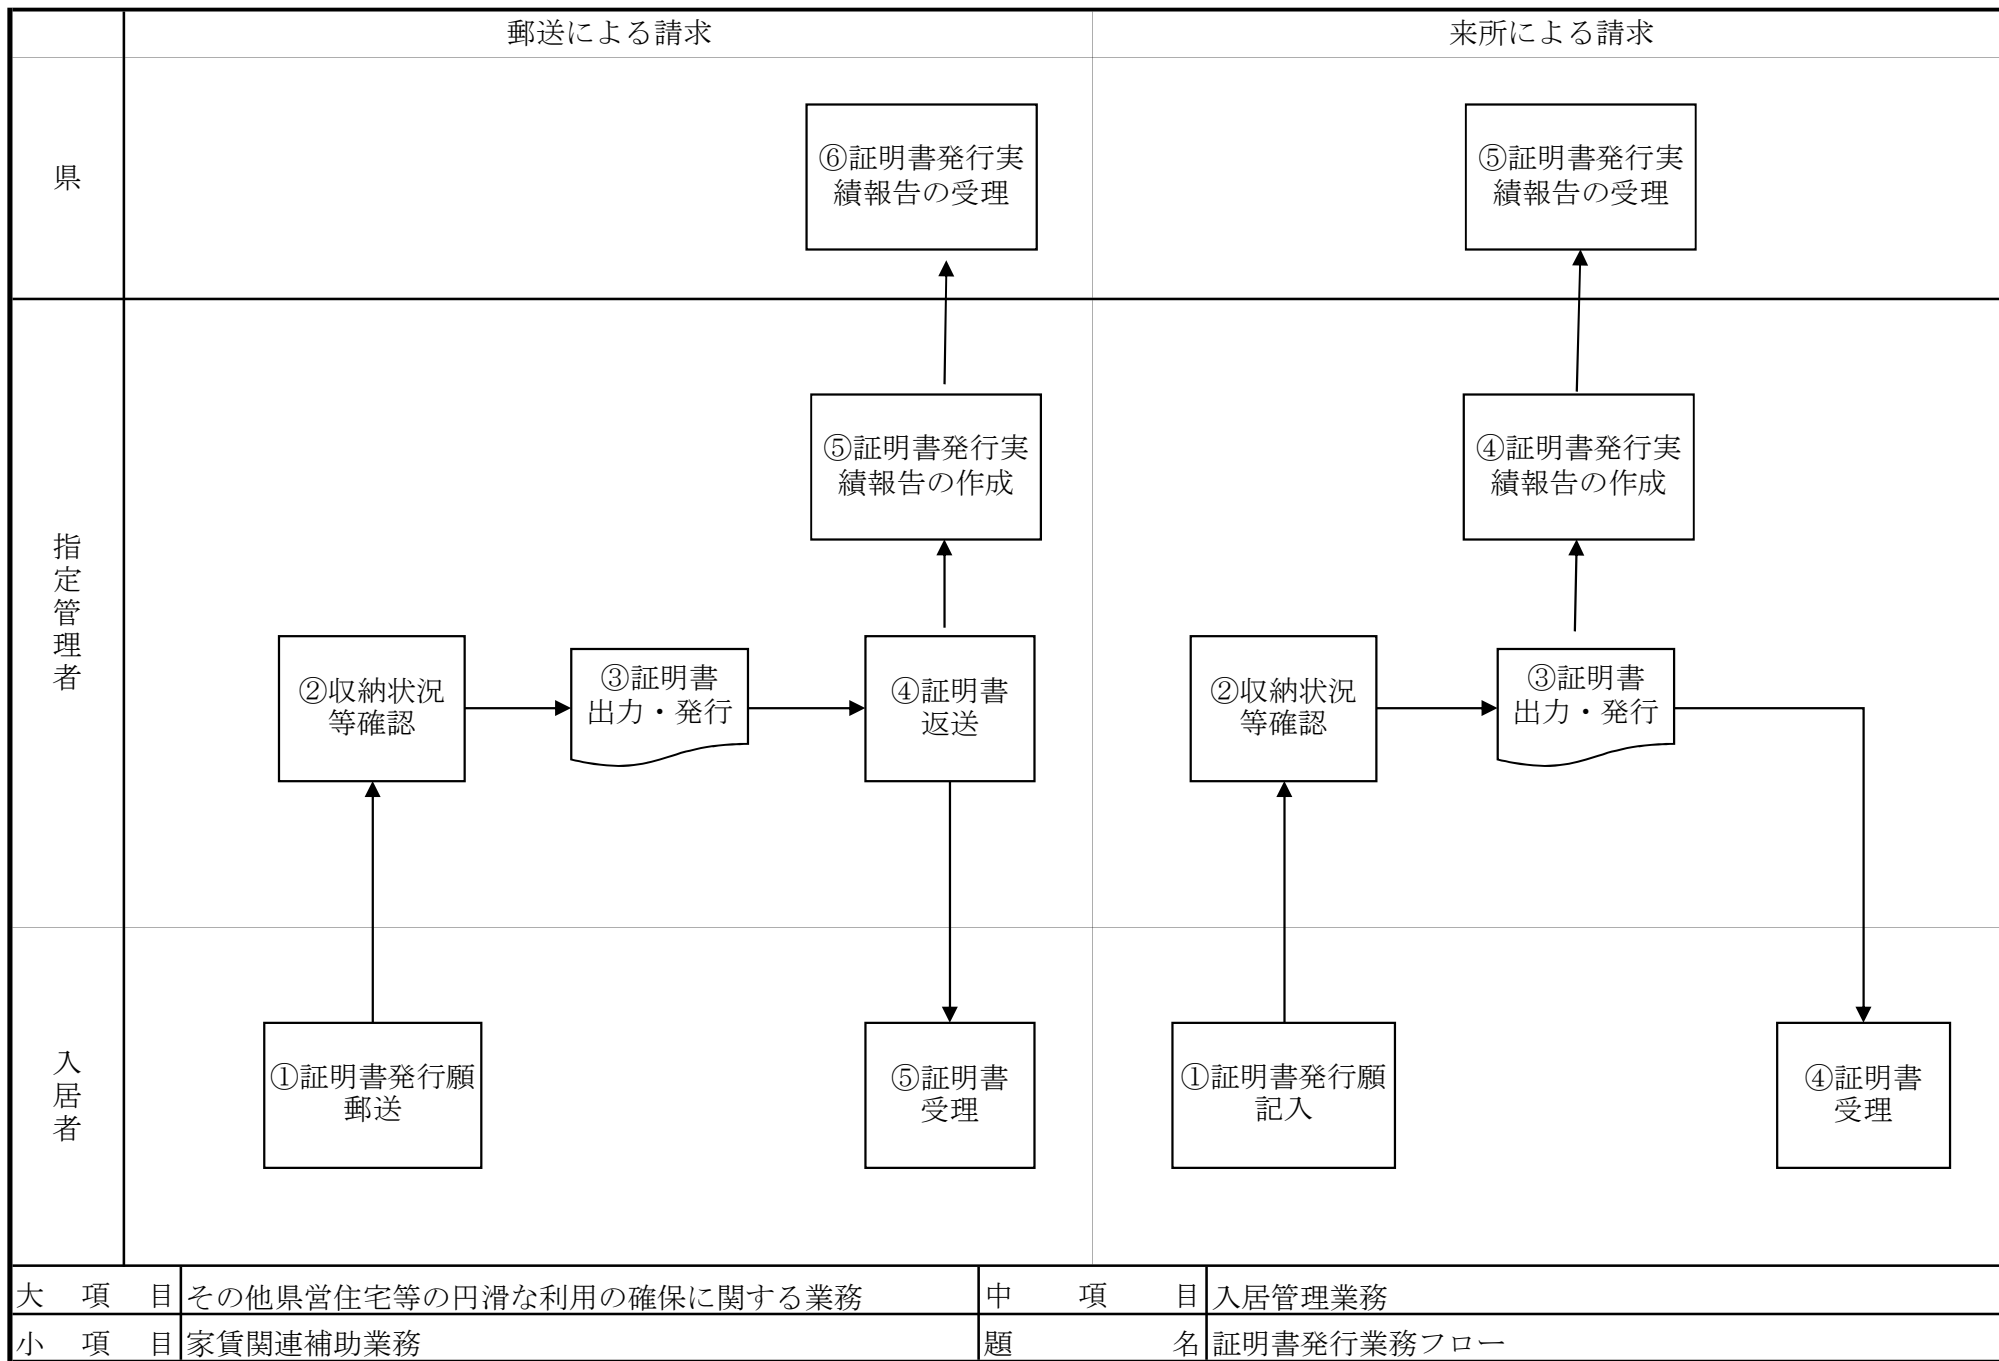 郵送による請求
来所による請求
県
⑥証明書発行実
績報告の受理
⑤証明書発行実
績報告の受理
指定管理者
⑤証明書発行実
績報告の作成
④証明書発行実
績報告の作成
②収納状況
等確認
③証明書
出力・発行
④証明書
返送
②収納状況
等確認
③証明書
出力・発行
入居者
①証明書発行願
郵送
⑤証明書
受理
①証明書発行願
記入
④証明書
受理
大項目 その他県営住宅等の円滑な利用の確保に関する業務 中項目 入居管理業務
小項目 家賃関連補助業務 題名 証明書発行業務フロー